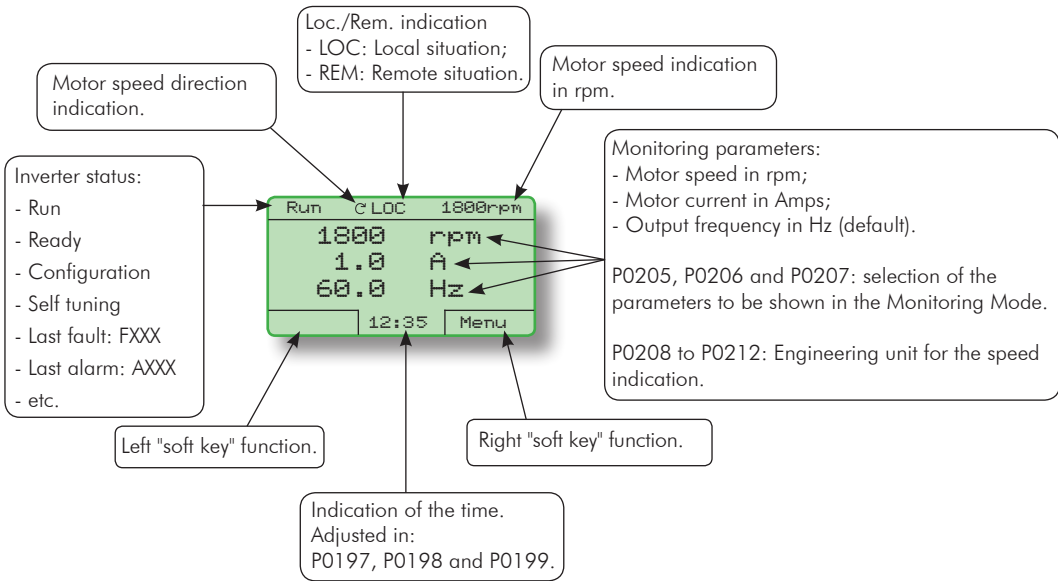 Loc./Rem. indication
- LOC: Local situation;
- REM: Remote situation.
Motor speed direction
indication.
Motor speed indication
in rpm.
Inverter status:
- Run
- Ready
- Configuration
- Self tuning
- Last fault: FXXX
- Last alarm: AXXX
- etc.
Run LOC 1800rpm
1800 rpm
1.0 A
60.0 Hz
12:35 Menu
Monitoring parameters:
- Motor speed in rpm;
- Motor current in Amps;
- Output frequency in Hz (default).
P0205, P0206 and P0207: selection of the
parameters to be shown in the Monitoring Mode.
P0208 to P0212: Engineering unit for the speed
indication.
Left "soft key" function.
Right "soft key" function.
Indication of the time.
Adjusted in:
P0197, P0198 and P0199.